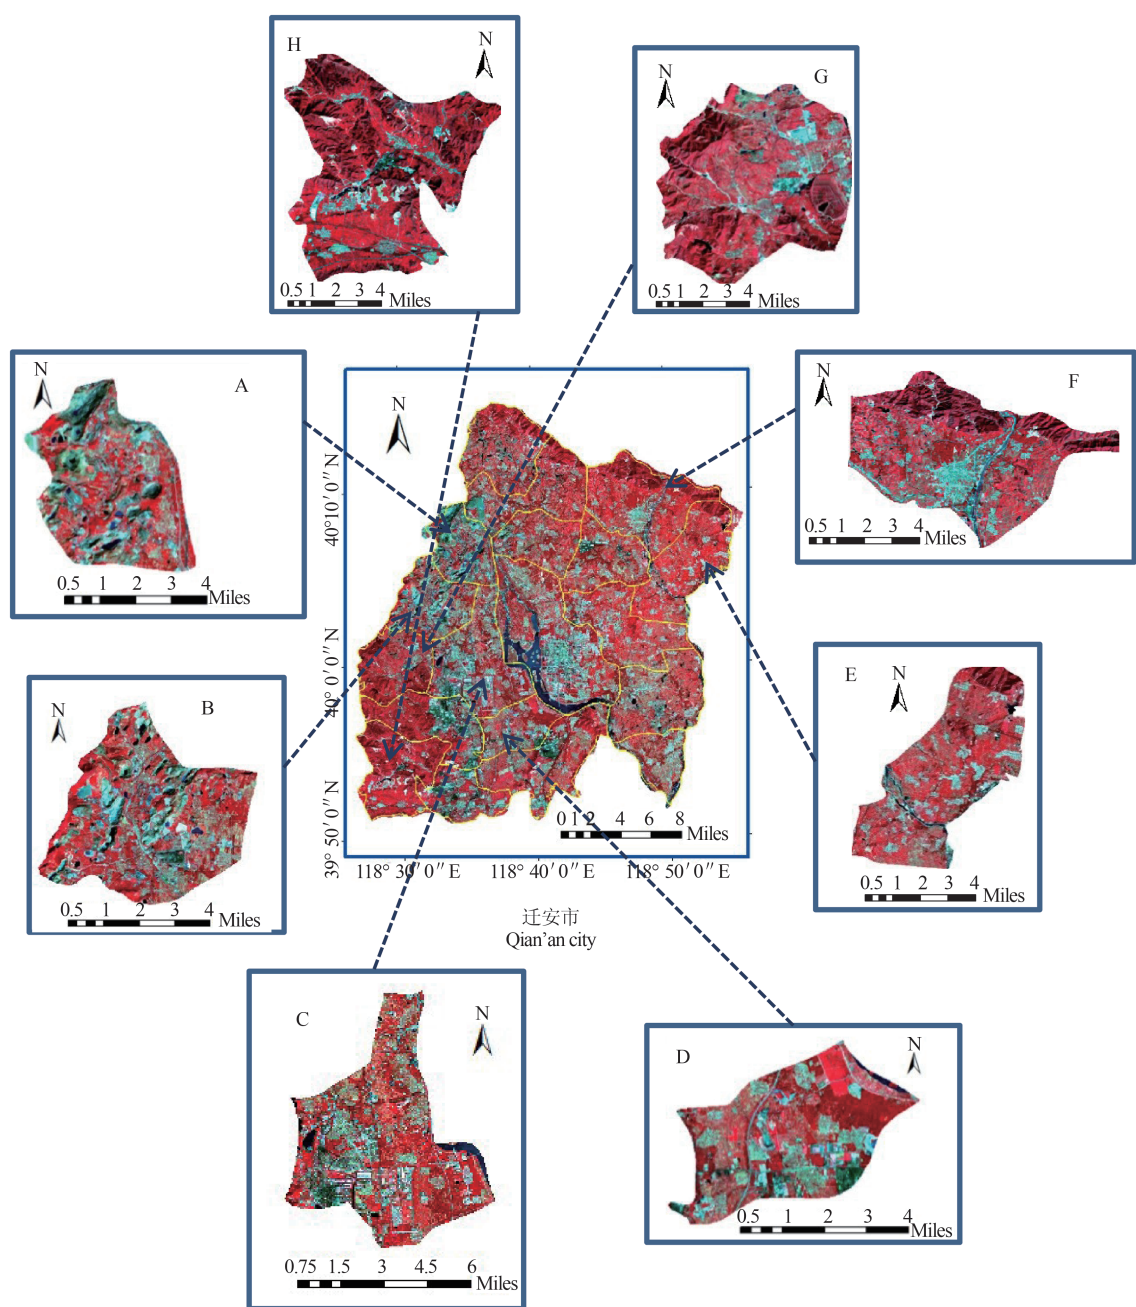 H
N
0.5 1 2 3 4 Miles
N
G
0.5 1 2 3 4 Miles
N
A
0.5 1 2 3 4
Miles
N
40° 10′ 0″ N
40° 0′ 0″ N
39° 50′ 0″ N
0 1 2 4 6 8
Miles
118° 30′ 0″ E 118° 40′ 0″ E 118° 50′ 0″ E
N
F
0.5 1 2 3 4
Miles
N
B
0.5 1 2 3 4
Miles
E
N
0.5 1 2 3 4
Miles
迁安市
Qian'an city
C
N
0.75 1.5 3 4.5 6
Miles
D
N
0.5 1 2 3 4
Miles